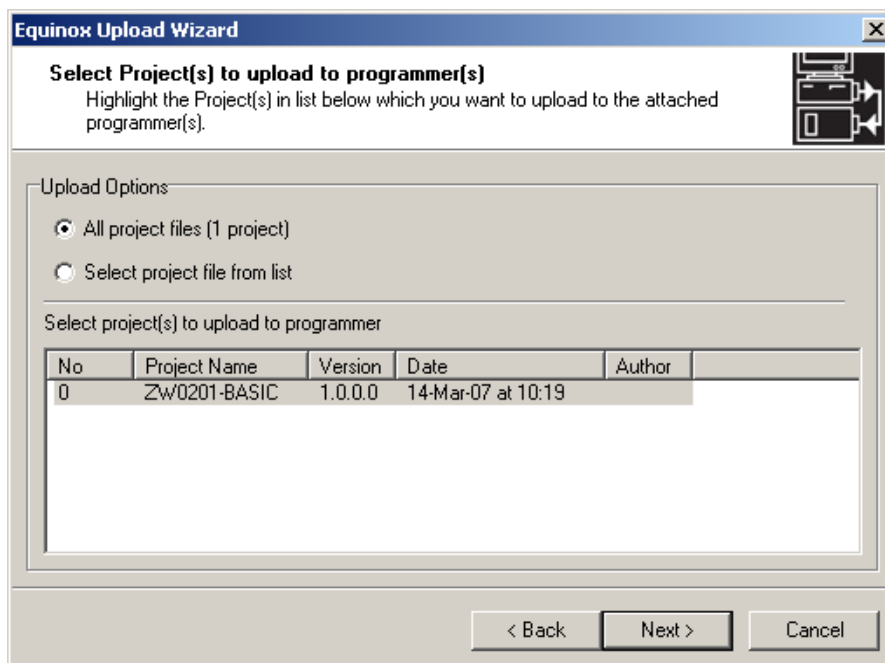 Equinox Upload Wizard
Select Project(s) to upload to programmer(s)
Highlight the Project(s) in list below which you want to upload to the attached
programmer(s).
Upload Options
All project files (1 project)
Select project file from list
Select project(s) to upload to programmer
No Project Name Version Date Author
0 ZW0201-BASIC 1.0.0.0 14-Mar-07 at 10:19
< Back Next > Cancel